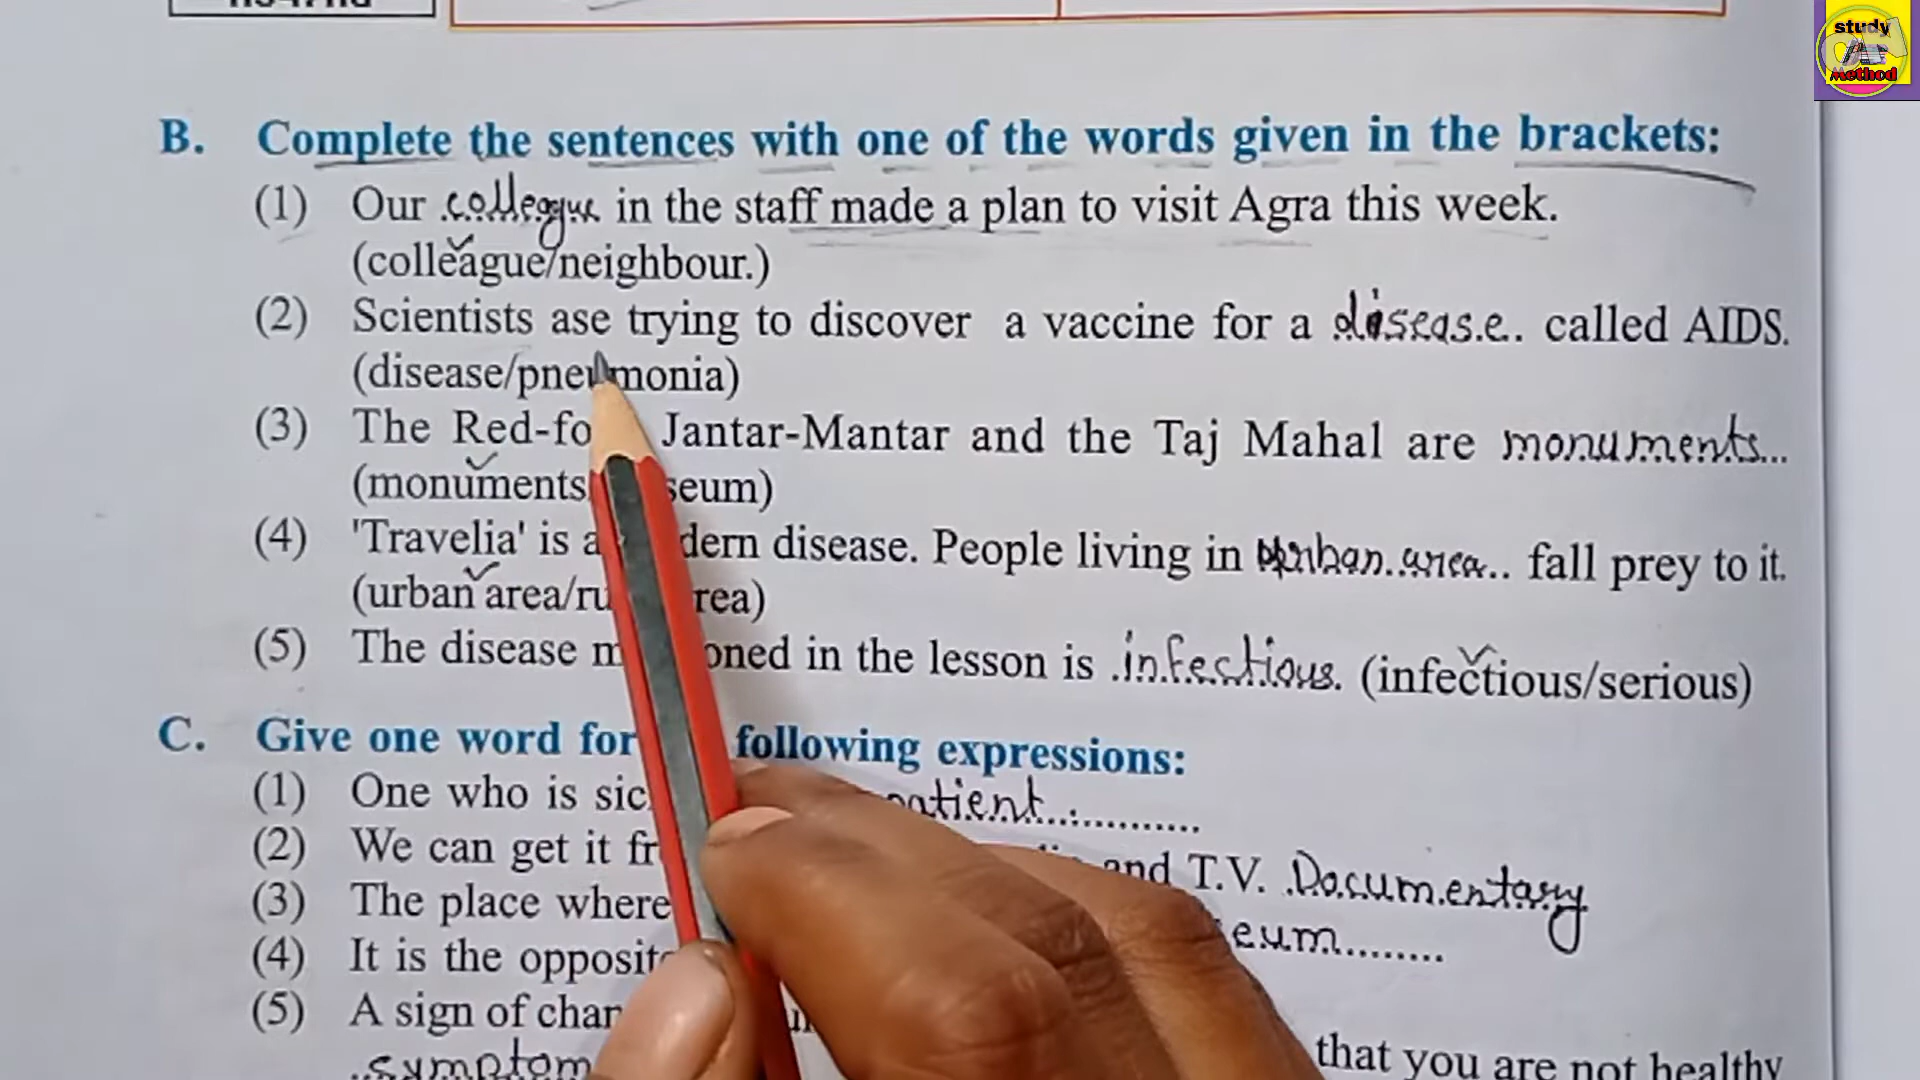 study
Method
B. Complete the sentences with one of the words given in the brackets:
(1) Our collegque in the staff made a plan to visit Agra this week.
(colleague/neighbour.)
(2) Scientists ase trying to discover a vaccine for a disease.. called AIDS.
(disease/pneumonia)
(3) The Red-fo Jantar-Mantar and the Taj Mahal are monuments...
(monuments seum)
(4) 'Travelia' is a dern disease. People living in urban area.. fall prey to it.
(urban area/ru rea)
(5) The disease m oned in the lesson is .infectious. (infectious/serious)
C. Give one word for following expressions:
(1) One who is sic patient..............
(2) We can get it fr and T.V. .Documentary
(3) The place where eum.........
(4) It is the opposit
(5) A sign of chan that you are not healthy
.symptom